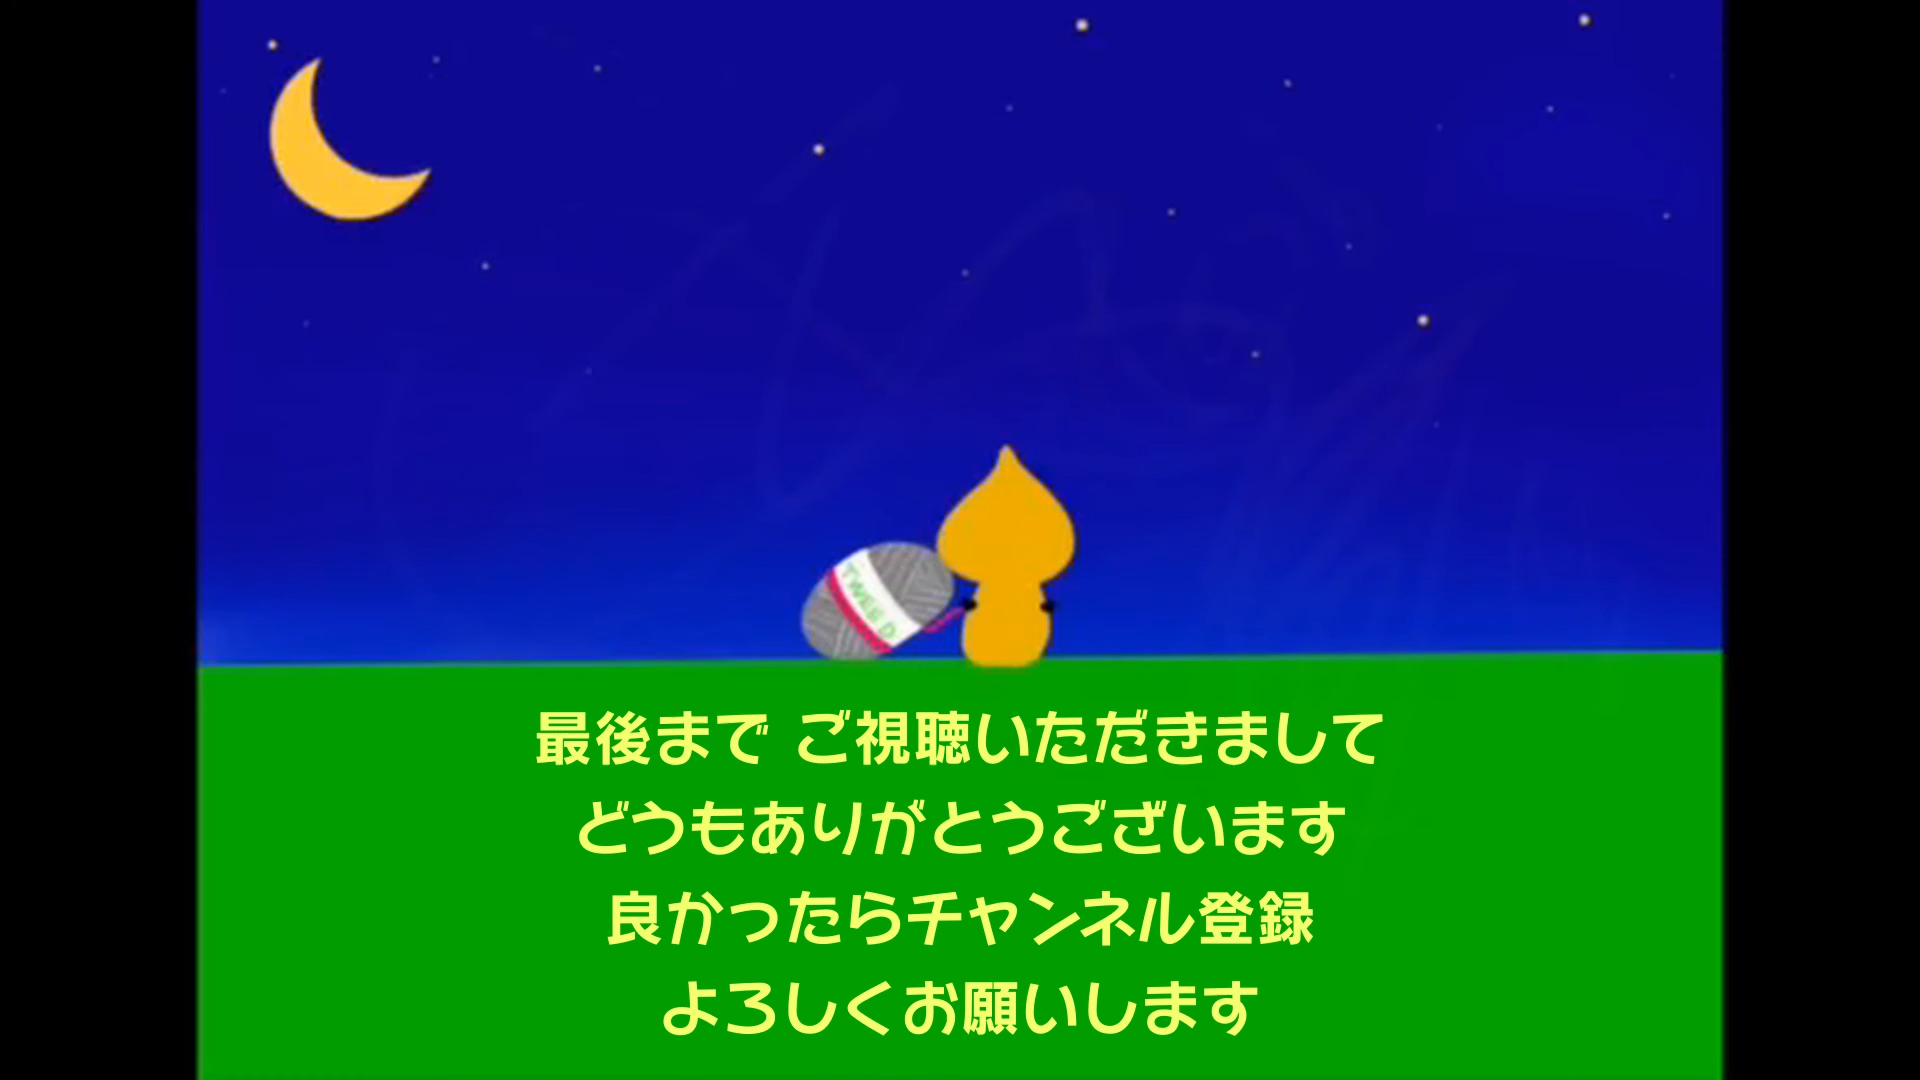 TWEED
最後まで ご視聴いただきまして
どうもありがとうございます
良かったらチャンネル登録
よろしくお願いします